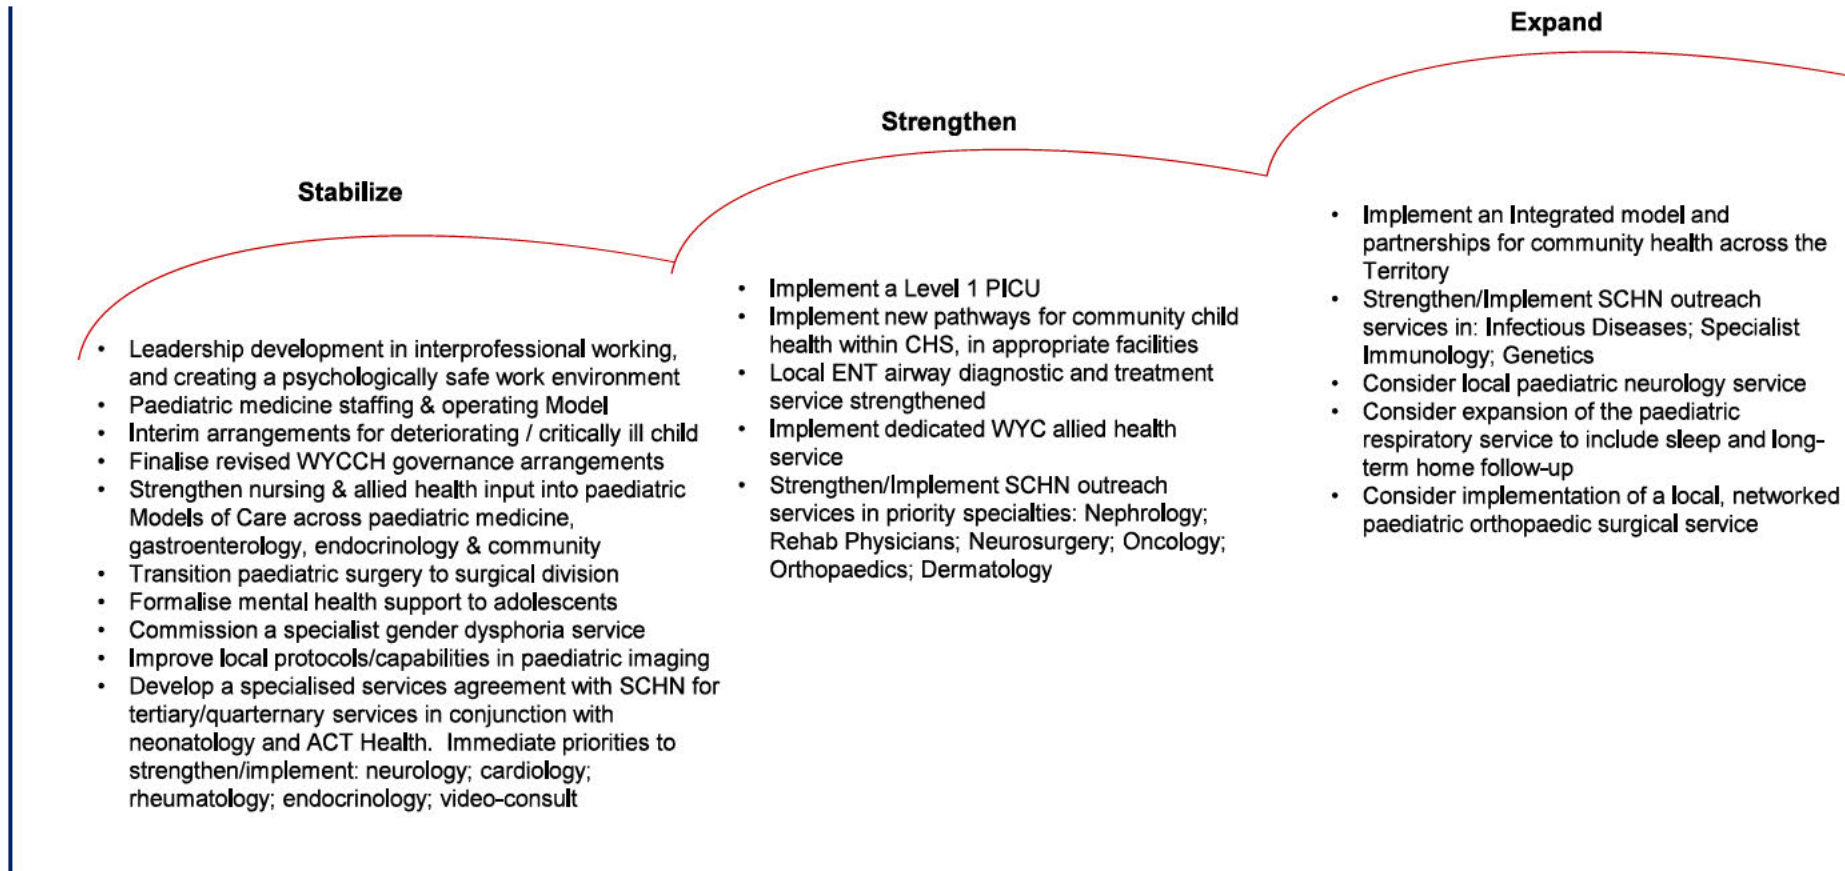 Stabilize
• Leadership development in interprofessional working,
and creating a psychologically safe work environment
• Paediatric medicine staffing & operating Model
• Interim arrangements for deteriorating / critically ill child
• Finalise revised WYCCH governance arrangements
• Strengthen nursing & allied health input into paediatric
Models of Care across paediatric medicine,
gastroenterology, endocrinology & community
• Transition paediatric surgery to surgical division
• Formalise mental health support to adolescents
• Commission a specialist gender dysphoria service
• Improve local protocols/capabilities in paediatric imaging
• Develop a specialised services agreement with SCHN for
tertiary/quarternary services in conjunction with
neonatology and ACT Health.  Immediate priorities to
strengthen/implement: neurology; cardiology;
rheumatology; endocrinology; video-consult
Strengthen
• Implement a Level 1 PICU
• Implement new pathways for community child
health within CHS, in appropriate facilities
• Local ENT airway diagnostic and treatment
service strengthened
• Implement dedicated WYC allied health
service
• Strengthen/Implement SCHN outreach
services in priority specialties: Nephrology;
Rehab Physicians; Neurosurgery; Oncology;
Orthopaedics; Dermatology
Expand
• Implement an Integrated model and
partnerships for community health across the
Territory
• Strengthen/Implement SCHN outreach
services in: Infectious Diseases; Specialist
Immunology; Genetics
• Consider local paediatric neurology service
• Consider expansion of the paediatric
respiratory service to include sleep and long-
term home follow-up
• Consider implementation of a local, networked
paediatric orthopaedic surgical service